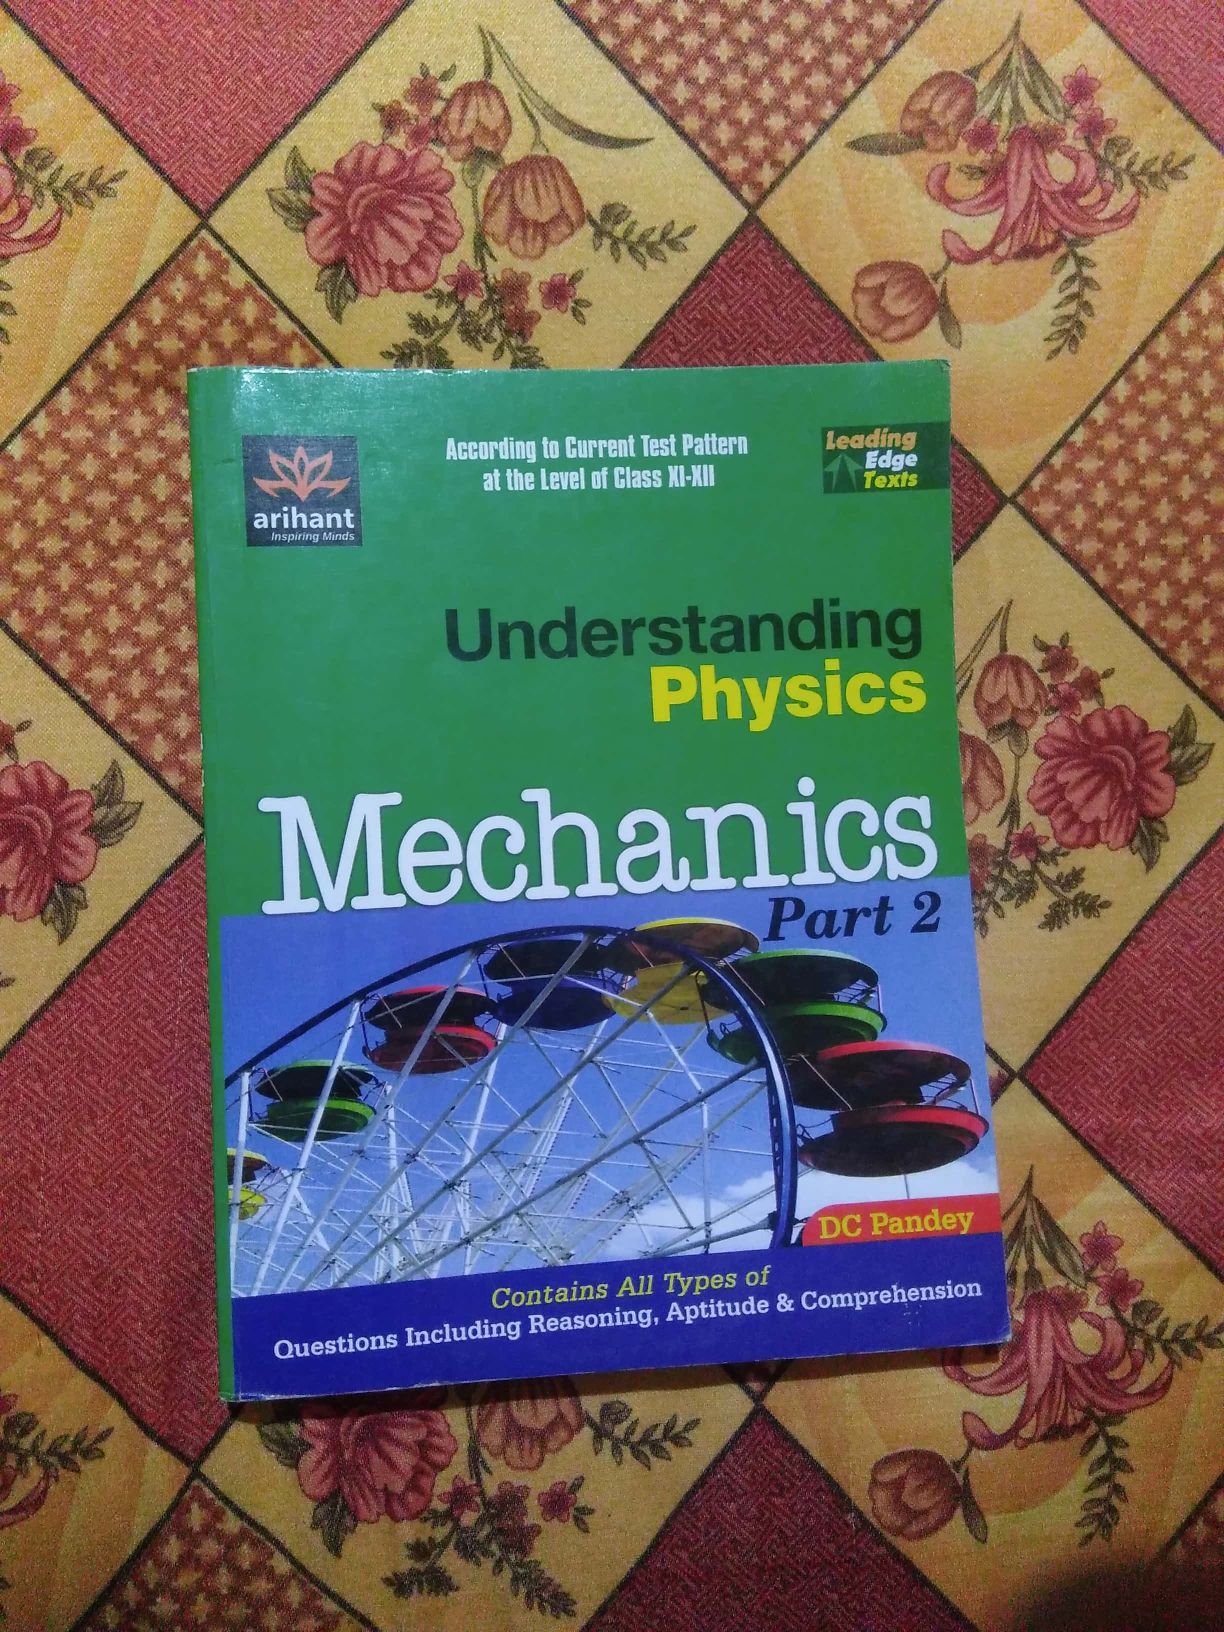 According to Current Test Pattern
at the Level of Class XI-XII
arihant
Inspiring Minds
Leading
Edge
Texts
Understanding
Physics
Mechanics
Part 2
DC Pandey
Contains All Types of
Questions Including Reasoning, Aptitude & Comprehension